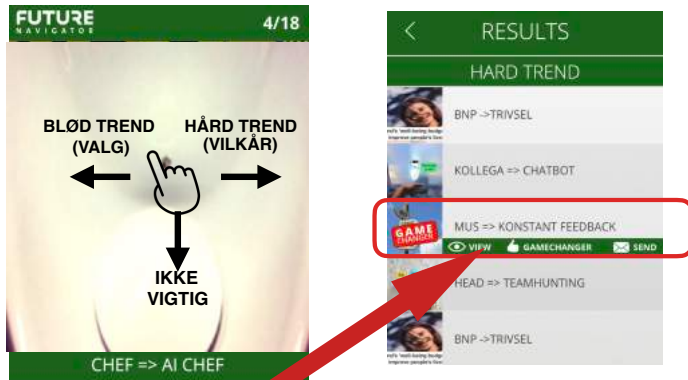 FUTURE
NAVIGATOR
4/18
BLØD TREND
(VALG)
HÅRD TREND
(VILKÅR)
IKKE
VIGTIG
CHEF => AI CHEF
RESULTS
HARD TREND
BNP ->TRIVSEL
KOLLEGA => CHATBOT
GAME
CHANGER
MUS => KONSTANT FEEDBACK
VIEW GAMECHANGER SEND
HEAD => TEAMHUNTING
BNP ->TRIVSEL